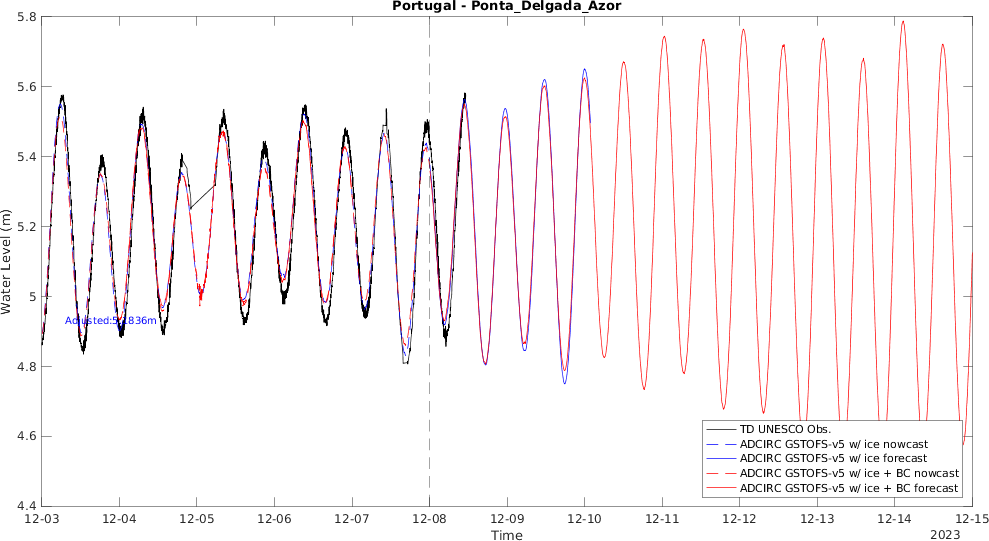 Portugal - Ponta_Delgada_Azor
5.8
5.6
5.4
5.2
5
4.8
4.6
4.4
Water Level (m)
Adjusted:5.1836m
TD UNESCO Obs.
ADCIRC GSTOFS-v5 w/ ice nowcast
ADCIRC GSTOFS-v5 w/ ice forecast
ADCIRC GSTOFS-v5 w/ ice + BC nowcast
ADCIRC GSTOFS-v5 w/ ice + BC forecast
12-03 12-04 12-05 12-06 12-07 12-08 12-09 12-10 12-11 12-12 12-13 12-14 12-15
Time
2023